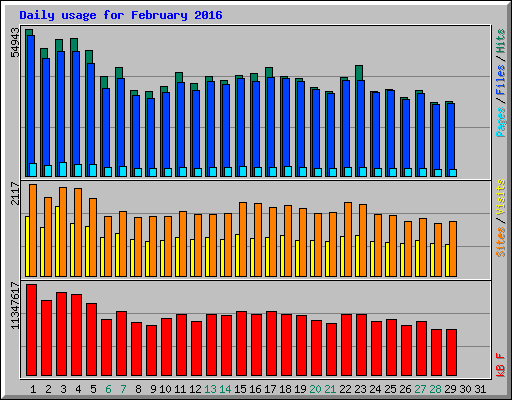 Daily usage for February 2016
54943
Pages / Files / Hits
2117
Sites / Visits
11347617
kB F
1 2 3 4 5 6 7 8 9 10 11 12 13 14 15 16 17 18 19 20 21 22 23 24 25 26 27 28 29 30 31